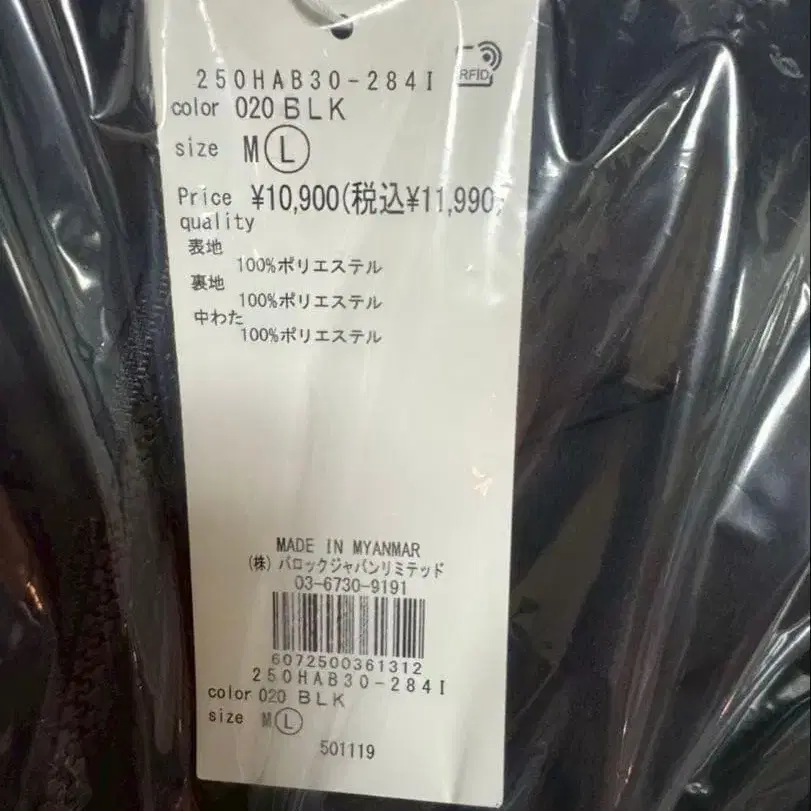 RFID
250HAB30-284I
color 020 BLK
size M L
Price ¥10,900(税込¥11,990)
quality
表地
100%ポリエステル
裏地
100%ポリエステル
中わた
100%ポリエステル
MADE IN MYANMAR
(株) バロックジャパンリミテッド
03-6730-9191
6072500361312
250HAB30-284I
color 020 BLK
size M L
501119